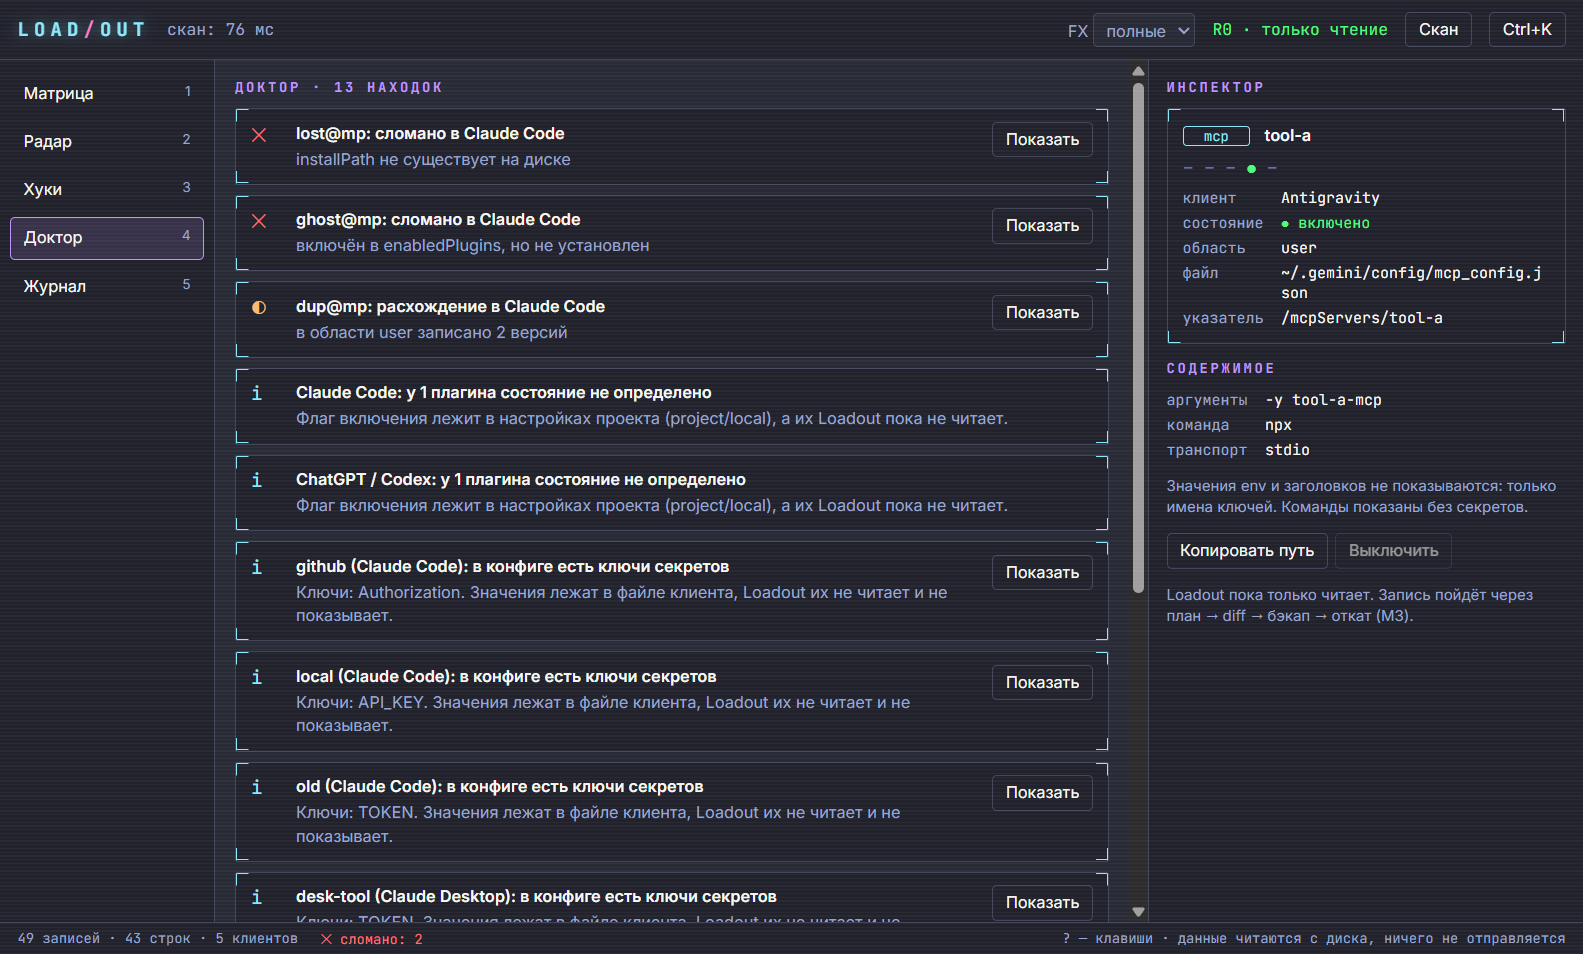 LOAD/OUT
скан: 76 мс
FX
полные
R0 · только чтение
Скан
Ctrl+K
Матрица 1
Радар 2
Хуки 3
Доктор 4
Журнал 5
ДОКТОР · 13 НАХОДОК
lost@mp: сломано в Claude Code
installPath не существует на диске
Показать
ghost@mp: сломано в Claude Code
включён в enabledPlugins, но не установлен
Показать
dup@mp: расхождение в Claude Code
в области user записано 2 версий
Показать
i Claude Code: у 1 плагина состояние не определено
Флаг включения лежит в настройках проекта (project/local), а их Loadout пока не читает.
i ChatGPT / Codex: у 1 плагина состояние не определено
Флаг включения лежит в настройках проекта (project/local), а их Loadout пока не читает.
i github (Claude Code): в конфиге есть ключи секретов
Ключи: Authorization. Значения лежат в файле клиента, Loadout их не читает и не
показывает.
Показать
i local (Claude Code): в конфиге есть ключи секретов
Ключи: API_KEY. Значения лежат в файле клиента, Loadout их не читает и не
показывает.
Показать
i old (Claude Code): в конфиге есть ключи секретов
Ключи: TOKEN. Значения лежат в файле клиента, Loadout их не читает и не
показывает.
Показать
i desk-tool (Claude Desktop): в конфиге есть ключи секретов
Ключи: TOKEN. Значения лежат в файле клиента, Loadout их не читает и не
Показать
ИНСПЕКТОР
mcp tool-a
— — — ● —
клиент Antigravity
состояние ● включено
область user
файл ~/.gemini/config/mcp_config.j
son
указатель /mcpServers/tool-a
СОДЕРЖИМОЕ
аргументы -y tool-a-mcp
команда npx
транспорт stdio
Значения env и заголовков не показываются: только
имена ключей. Команды показаны без секретов.
Копировать путь
Выключить
Loadout пока только читает. Запись пойдёт через
план → diff → бэкап → откат (M3).
49 записей · 43 строк · 5 клиентов
× сломано: 2
? — клавиши · данные читаются с диска, ничего не отправляется